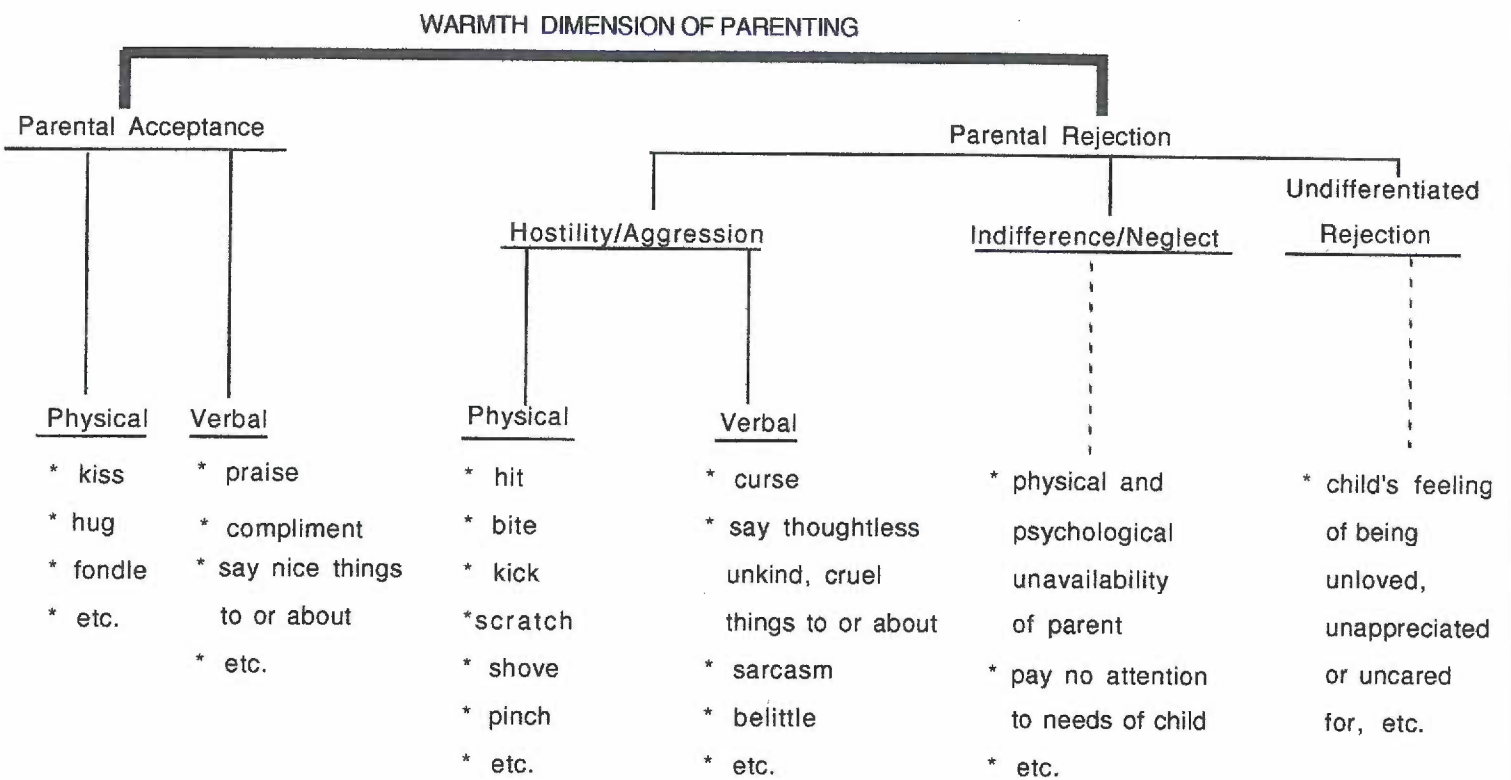 WARMTH DIMENSION OF PARENTING
Parental Acceptance
Physical
* kiss
* hug
* fondle
* etc.
Verbal
* praise
* compliment
* say nice things
to or about
* etc.
Parental Rejection
Hostility/Aggression
Physical
* hit
* bite
* kick
*scratch
* shove
* pinch
* etc.
Verbal
* curse
* say thoughtless
unkind, cruel
things to or about
* sarcasm
* belittle
* etc.
Indifference/Neglect
* physical and
psychological
unavailability
of parent
* pay no attention
to needs of child
* etc.
Undifferentiated
Rejection
* child's feeling
of being
unloved,
unappreciated
or uncared
for, etc.